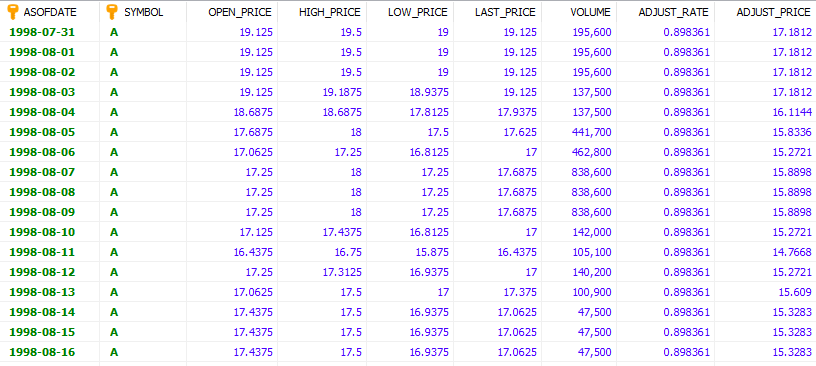 ASOFDATE SYMBOL OPEN_PRICE HIGH_PRICE LOW_PRICE LAST_PRICE VOLUME ADJUST_RATE ADJUST_PRICE
1998-07-31 A 19.125 19.5 19 19.125 195,600 0.898361 17.1812
1998-08-01 A 19.125 19.5 19 19.125 195,600 0.898361 17.1812
1998-08-02 A 19.125 19.5 19 19.125 195,600 0.898361 17.1812
1998-08-03 A 19.125 19.1875 18.9375 19.125 137,500 0.898361 17.1812
1998-08-04 A 18.6875 18.6875 17.8125 17.9375 137,500 0.898361 16.1144
1998-08-05 A 17.6875 18 17.5 17.625 441,700 0.898361 15.8336
1998-08-06 A 17.0625 17.25 16.8125 17 462,800 0.898361 15.2721
1998-08-07 A 17.25 18 17.25 17.6875 838,600 0.898361 15.8898
1998-08-08 A 17.25 18 17.25 17.6875 838,600 0.898361 15.8898
1998-08-09 A 17.25 18 17.25 17.6875 838,600 0.898361 15.8898
1998-08-10 A 17.125 17.4375 16.8125 17 142,000 0.898361 15.2721
1998-08-11 A 16.4375 16.75 15.875 16.4375 105,100 0.898361 14.7668
1998-08-12 A 17.25 17.3125 16.9375 17 140,200 0.898361 15.2721
1998-08-13 A 17.0625 17.5 17 17.375 100,900 0.898361 15.609
1998-08-14 A 17.4375 17.5 16.9375 17.0625 47,500 0.898361 15.3283
1998-08-15 A 17.4375 17.5 16.9375 17.0625 47,500 0.898361 15.3283
1998-08-16 A 17.4375 17.5 16.9375 17.0625 47,500 0.898361 15.3283